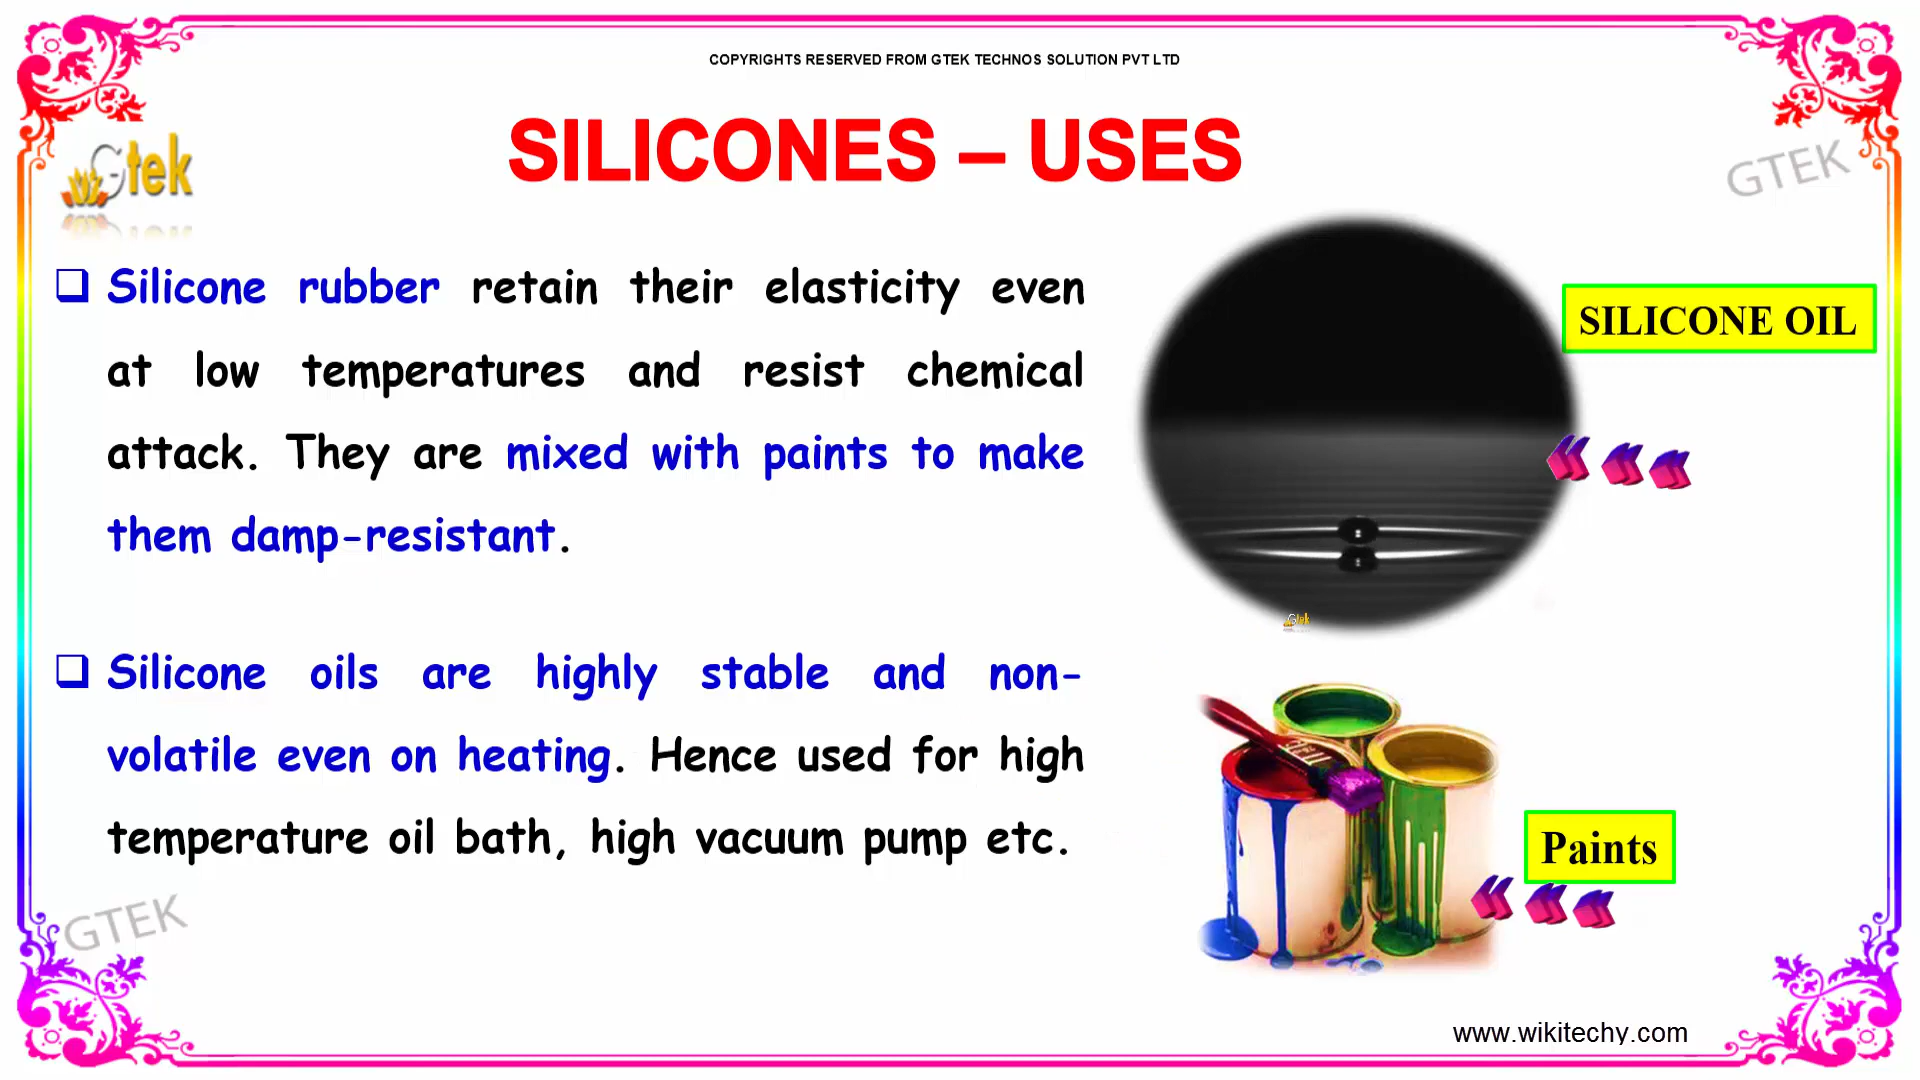 COPYRIGHTS RESERVED FROM GTEK TECHNOS SOLUTION PVT LTD
Gtek
SILICONES – USES
GTEK
Silicone rubber retain their elasticity even
at low temperatures and resist chemical
attack. They are mixed with paints to make
them damp-resistant.
SILICONE OIL
Gtek
Silicone oils are highly stable and non-
volatile even on heating. Hence used for high
temperature oil bath, high vacuum pump etc.
Paints
GTEK
www.wikitechy.com